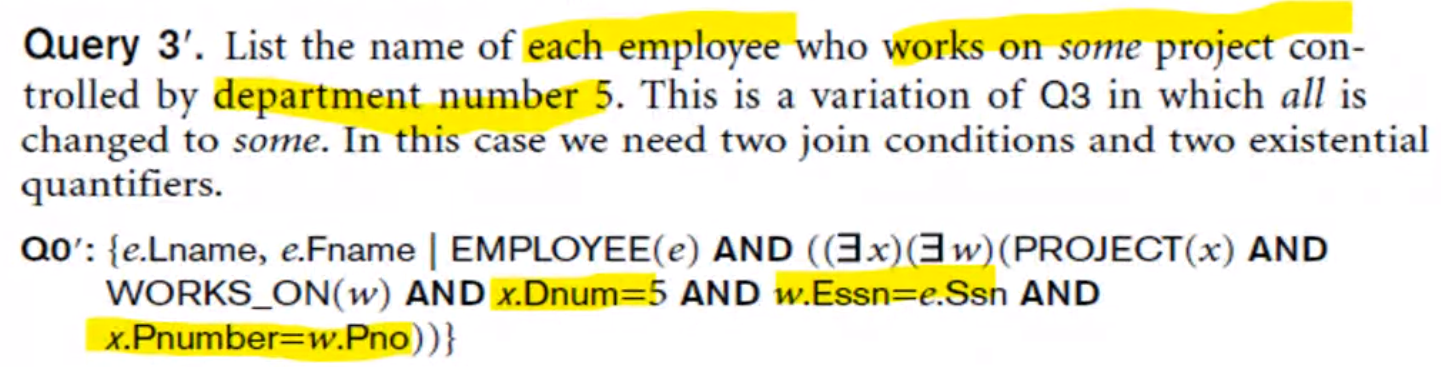 Query 3′. List the name of each employee who works on some project con-
trolled by department number 5. This is a variation of Q3 in which all is
changed to some. In this case we need two join conditions and two existential
quantifiers.
Q0′: {e.Lname, e.Fname | EMPLOYEE(e) AND ((∃x)(∃w)(PROJECT(x) AND
WORKS_ON(w) AND x.Dnum=5 AND w.Essn=e.Ssn AND
x.Pnumber=w.Pno))}